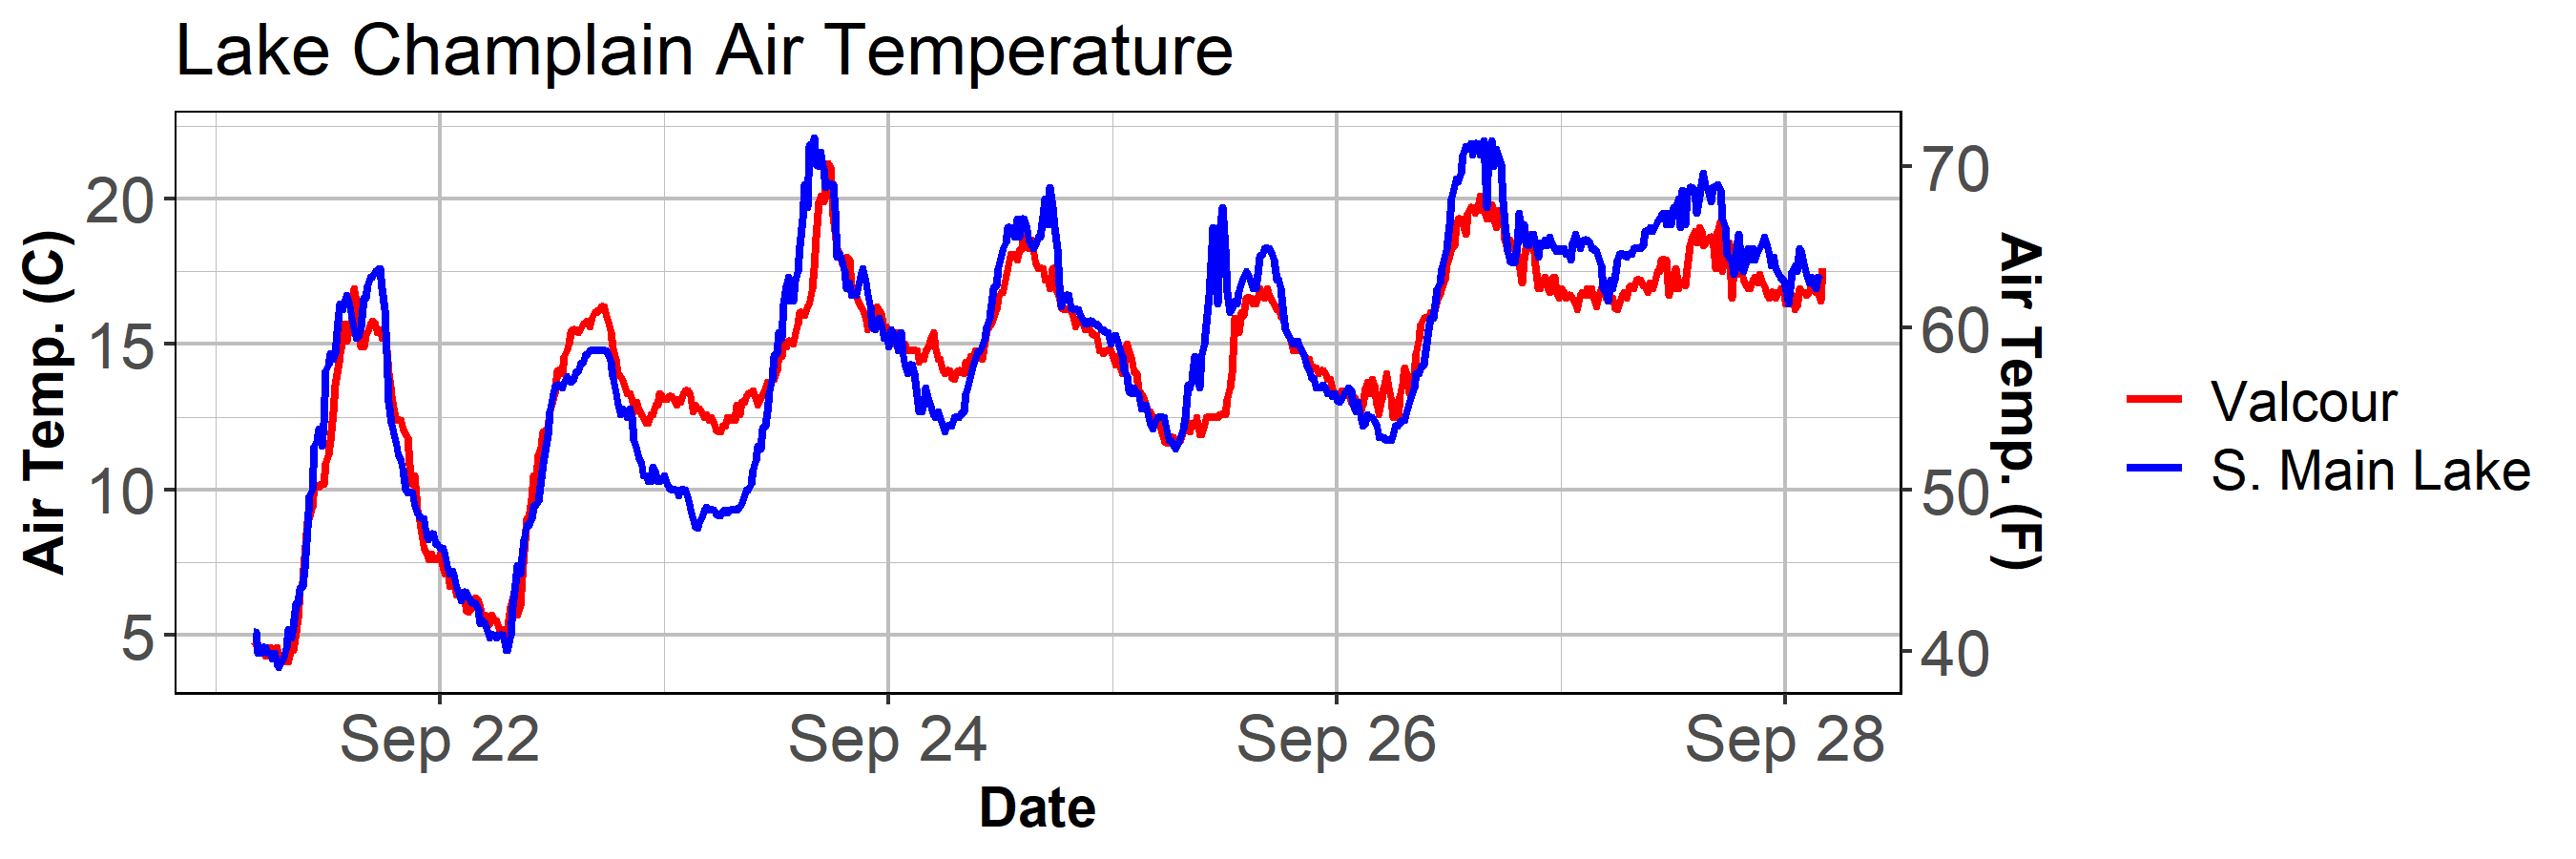 Lake Champlain Air Temperature
Air Temp. (C)
20
15
10
5
70
60
50
40
Air Temp. (F)
Sep 22
Sep 24
Sep 26
Sep 28
Date
Valcour
S. Main Lake